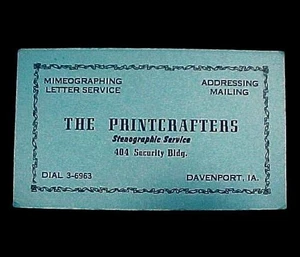 MIMEOGRAPHING ADDRESSING
LETTER SERVICE MAILING
THE PRINTCRAFTERS
Stenographic Service
404 Security Bldg.
DIAL 3-6963 DAVENPORT, IA.